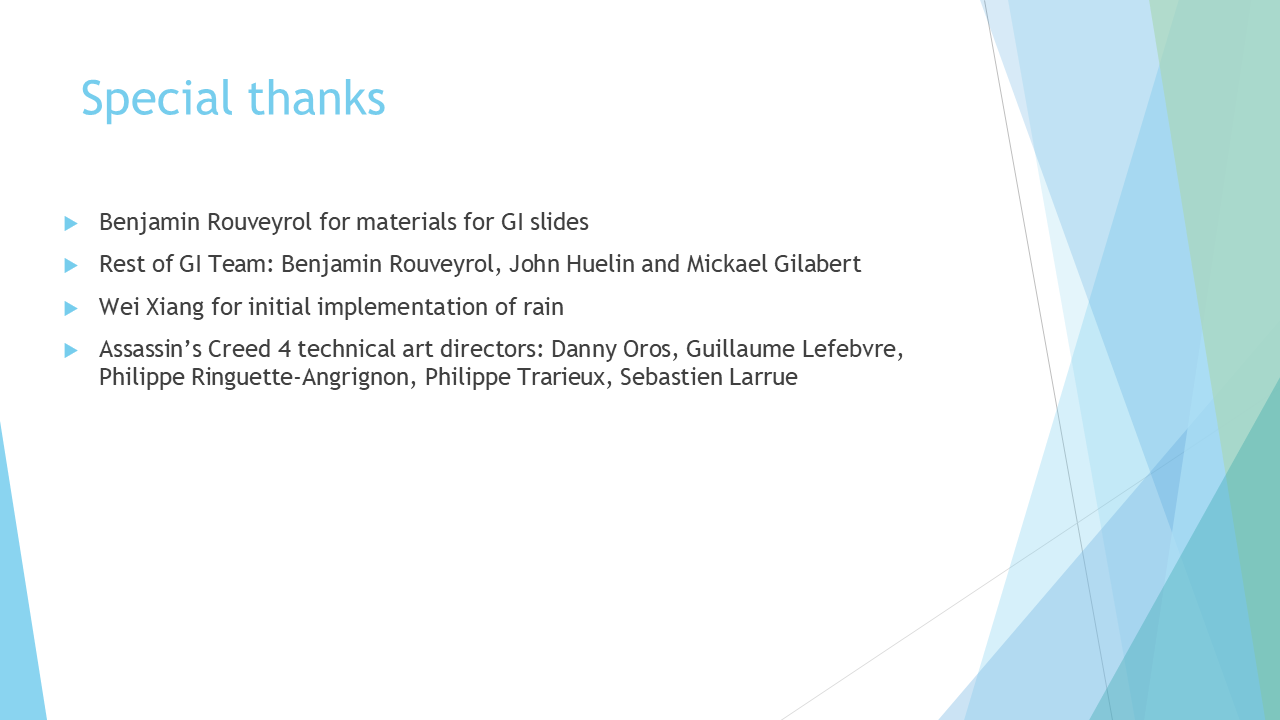 Special thanks
Benjamin Rouveyrol for materials for GI slides
Rest of GI Team: Benjamin Rouveyrol, John Huelin and Mickael Gilabert
Wei Xiang for initial implementation of rain
Assassin’s Creed 4 technical art directors: Danny Oros, Guillaume Lefebvre,
Philippe Ringuette-Angrignon, Philippe Trarieux, Sebastien Larrue